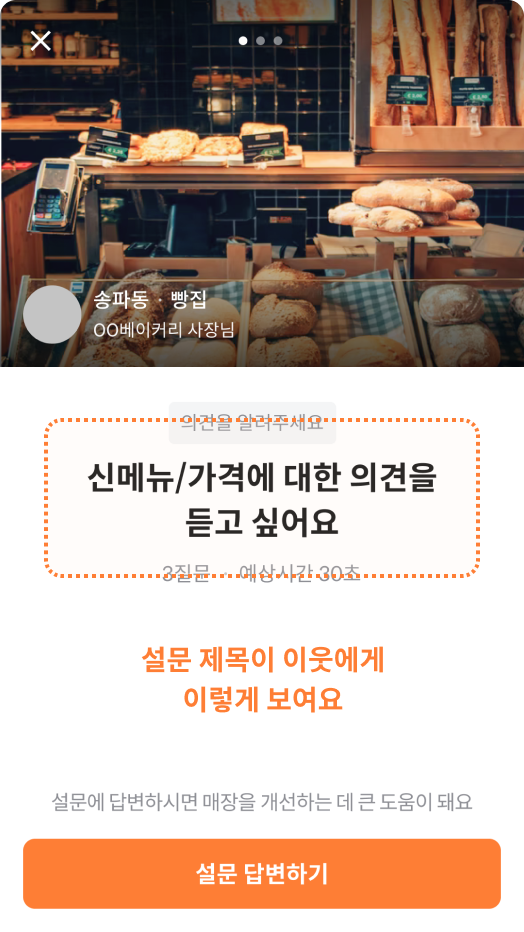 송파동 · 빵집
OO베이커리 사장님
의견을 알려주세요
신메뉴/가격에 대한 의견을
듣고 싶어요
3질문 · 예상시간 30초
설문 제목이 이웃에게
이렇게 보여요
설문에 답변하시면 매장을 개선하는 데 큰 도움이 돼요
설문 답변하기